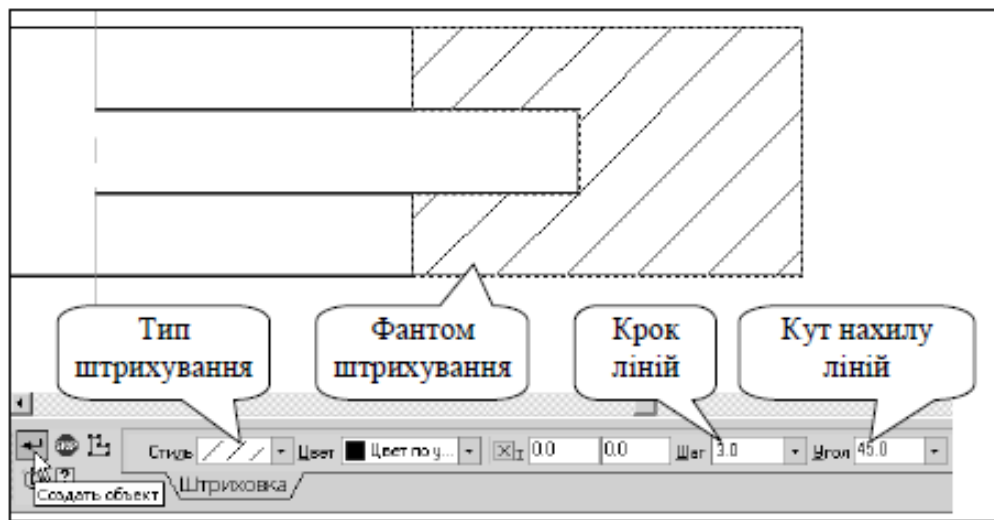 Тип
штрихування
Фантом
штрихування
Крок
ліній
Кут нахилу
ліній
STOP
Стиль Цвет Цвет по у... 0.0 0.0 Шаг 3.0 Угол 45.0
?
Штриховка
Создать объект